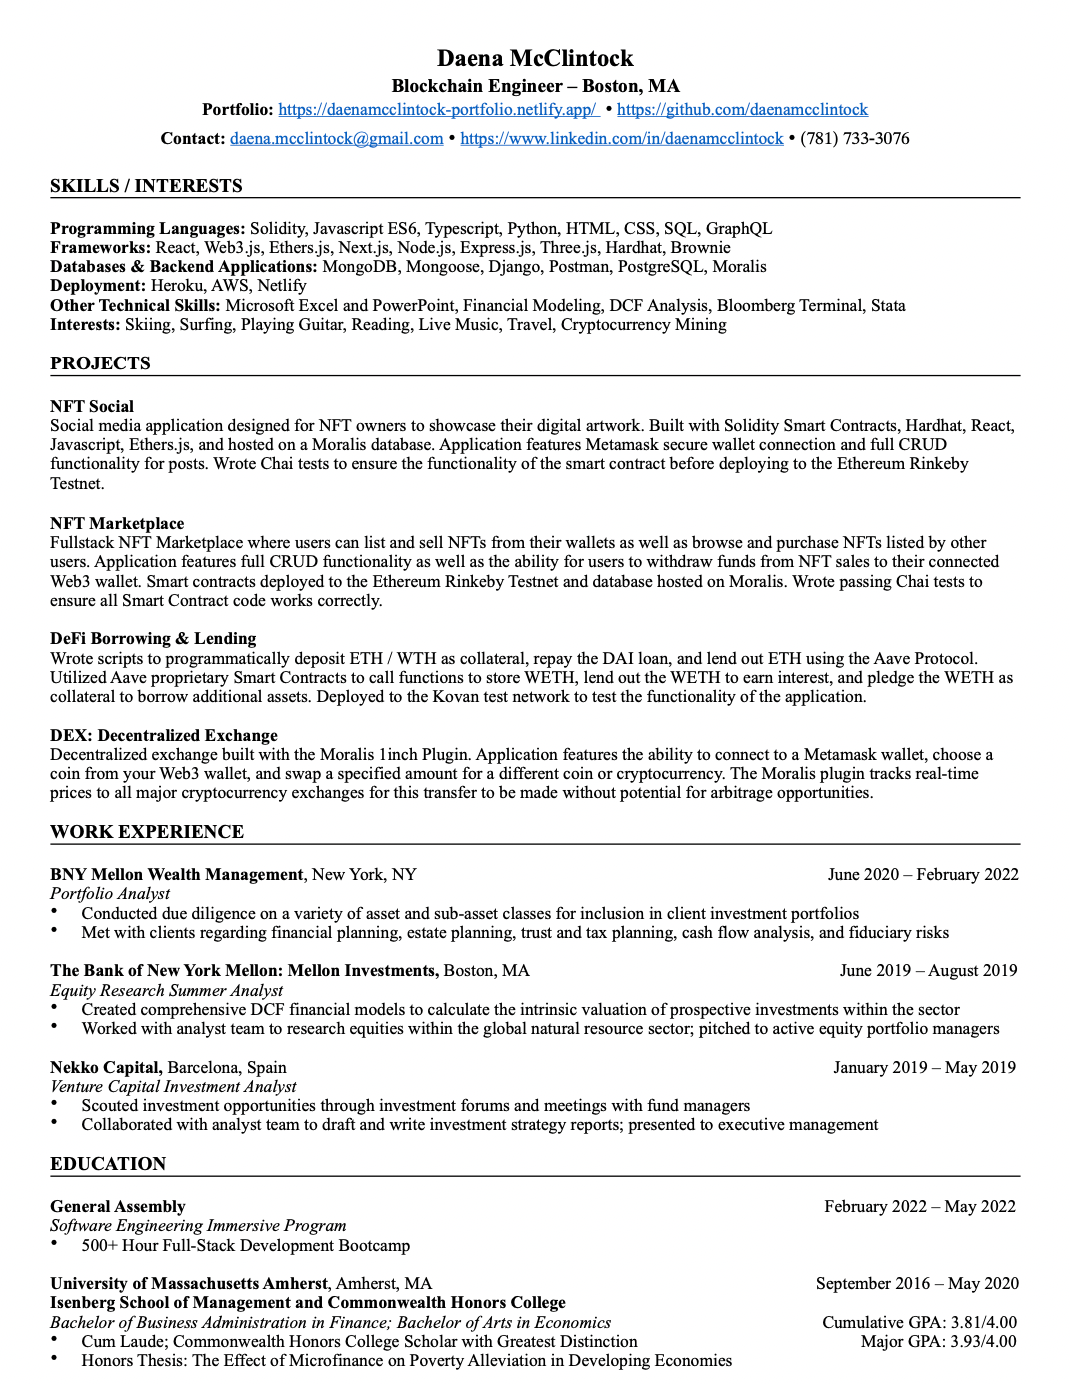 Daena McClintock
Blockchain Engineer – Boston, MA
Portfolio: https://daenamcclintock-portfolio.netlify.app/ • https://github.com/daenamcclintock
Contact: daena.mcclintock@gmail.com • https://www.linkedin.com/in/daenamcclintock • (781) 733-3076
SKILLS / INTERESTS
Programming Languages: Solidity, Javascript ES6, Typescript, Python, HTML, CSS, SQL, GraphQL
Frameworks: React, Web3.js, Ethers.js, Next.js, Node.js, Express.js, Three.js, Hardhat, Brownie
Databases & Backend Applications: MongoDB, Mongoose, Django, Postman, PostgreSQL, Moralis
Deployment: Heroku, AWS, Netlify
Other Technical Skills: Microsoft Excel and PowerPoint, Financial Modeling, DCF Analysis, Bloomberg Terminal, Stata
Interests: Skiing, Surfing, Playing Guitar, Reading, Live Music, Travel, Cryptocurrency Mining
PROJECTS
NFT Social
Social media application designed for NFT owners to showcase their digital artwork. Built with Solidity Smart Contracts, Hardhat, React,
Javascript, Ethers.js, and hosted on a Moralis database. Application features Metamask secure wallet connection and full CRUD
functionality for posts. Wrote Chai tests to ensure the functionality of the smart contract before deploying to the Ethereum Rinkeby
Testnet.
NFT Marketplace
Fullstack NFT Marketplace where users can list and sell NFTs from their wallets as well as browse and purchase NFTs listed by other
users. Application features full CRUD functionality as well as the ability for users to withdraw funds from NFT sales to their connected
Web3 wallet. Smart contracts deployed to the Ethereum Rinkeby Testnet and database hosted on Moralis. Wrote passing Chai tests to
ensure all Smart Contract code works correctly.
DeFi Borrowing & Lending
Wrote scripts to programmatically deposit ETH / WTH as collateral, repay the DAI loan, and lend out ETH using the Aave Protocol.
Utilized Aave proprietary Smart Contracts to call functions to store WETH, lend out the WETH to earn interest, and pledge the WETH as
collateral to borrow additional assets. Deployed to the Kovan test network to test the functionality of the application.
DEX: Decentralized Exchange
Decentralized exchange built with the Moralis 1inch Plugin. Application features the ability to connect to a Metamask wallet, choose a
coin from your Web3 wallet, and swap a specified amount for a different coin or cryptocurrency. The Moralis plugin tracks real-time
prices to all major cryptocurrency exchanges for this transfer to be made without potential for arbitrage opportunities.
WORK EXPERIENCE
BNY Mellon Wealth Management, New York, NY June 2020 – February 2022
Portfolio Analyst
• Conducted due diligence on a variety of asset and sub-asset classes for inclusion in client investment portfolios
• Met with clients regarding financial planning, estate planning, trust and tax planning, cash flow analysis, and fiduciary risks
The Bank of New York Mellon: Mellon Investments, Boston, MA June 2019 – August 2019
Equity Research Summer Analyst
• Created comprehensive DCF financial models to calculate the intrinsic valuation of prospective investments within the sector
• Worked with analyst team to research equities within the global natural resource sector; pitched to active equity portfolio managers
Nekko Capital, Barcelona, Spain January 2019 – May 2019
Venture Capital Investment Analyst
• Scouted investment opportunities through investment forums and meetings with fund managers
• Collaborated with analyst team to draft and write investment strategy reports; presented to executive management
EDUCATION
General Assembly February 2022 – May 2022
Software Engineering Immersive Program
• 500+ Hour Full-Stack Development Bootcamp
University of Massachusetts Amherst, Amherst, MA September 2016 – May 2020
Isenberg School of Management and Commonwealth Honors College
Bachelor of Business Administration in Finance; Bachelor of Arts in Economics Cumulative GPA: 3.81/4.00
• Cum Laude; Commonwealth Honors College Scholar with Greatest Distinction Major GPA: 3.93/4.00
• Honors Thesis: The Effect of Microfinance on Poverty Alleviation in Developing Economies